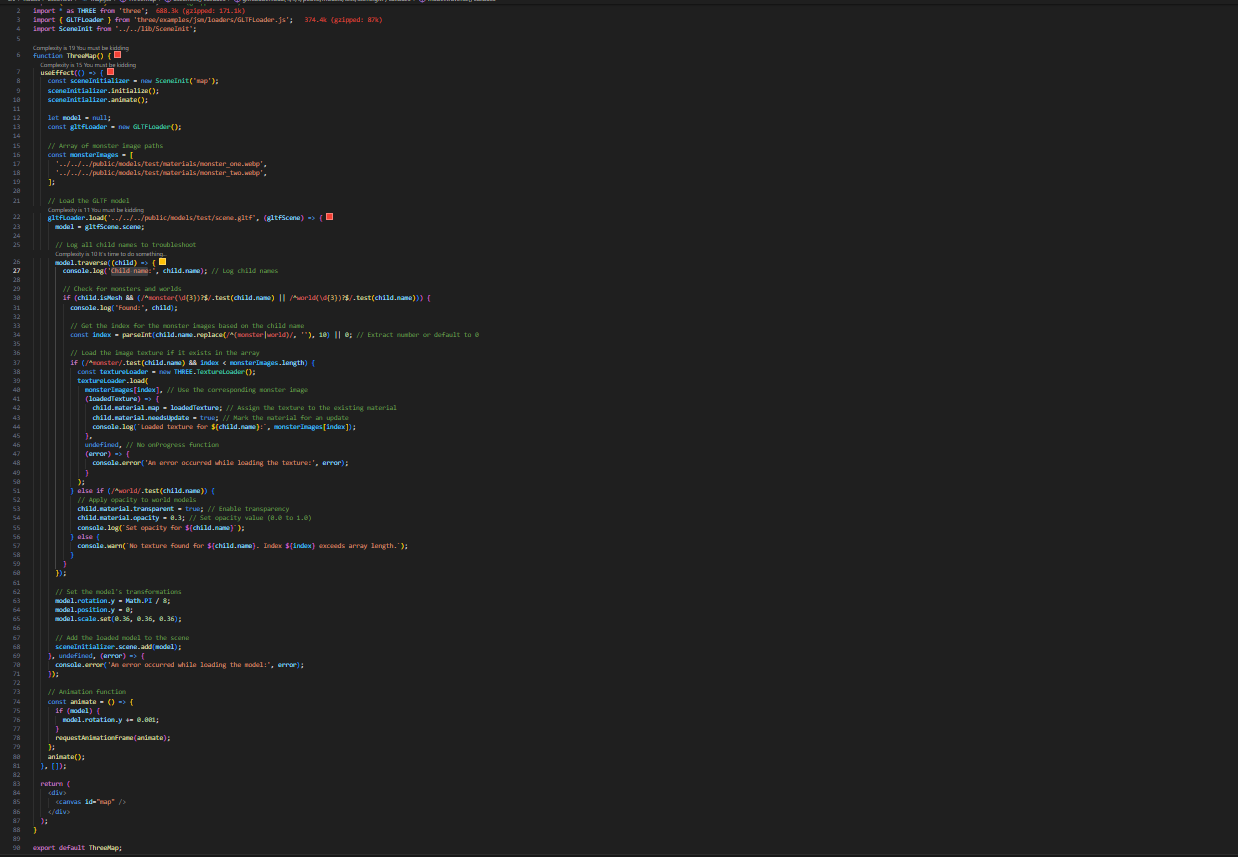 2 import * as THREE from 'three'; 688.3k (gzipped: 171.1k)
3 import { GLTFLoader } from 'three/examples/jsm/loaders/GLTFLoader.js'; 374.4k (gzipped: 87k)
4 import SceneInit from '../../lib/SceneInit';
5
Complexity is 19 You must be kidding
6 function ThreeMap() {
Complexity is 15 You must be kidding
7 useEffect(() => {
8 const sceneInitializer = new SceneInit('map');
9 sceneInitializer.initialize();
10 sceneInitializer.animate();
11
12 let model = null;
13 const gltfLoader = new GLTFLoader();
14
15 // Array of monster image paths
16 const monsterImages = [
17 '../../../public/models/test/materials/monster_one.webp',
18 '../../../public/models/test/materials/monster_two.webp',
19 ];
20
21 // Load the GLTF model
Complexity is 11 You must be kidding
22 gltfLoader.load('../../../public/models/test/scene.gltf', (gltfScene) => {
23 model = gltfScene.scene;
24
25 // Log all child names to troubleshoot
Complexity is 10 It's time to do something...
26 model.traverse((child) => {
27 console.log('Child name:', child.name); // Log child names
28
29 // Check for monsters and worlds
30 if (child.isMesh && (/^monster(\d{3})?$/.test(child.name) || /^world(\d{3})?$/.test(child.name))) {
31 console.log('Found:', child);
32
33 // Get the index for the monster images based on the child name
34 const index = parseInt(child.name.replace(/^(monster|world)/, ''), 10) || 0; // Extract number or default to 0
35
36 // Load the image texture if it exists in the array
37 if (/^monster/.test(child.name) && index < monsterImages.length) {
38 const textureLoader = new THREE.TextureLoader();
39 textureLoader.load(
40 monsterImages[index], // Use the corresponding monster image
41 (loadedTexture) => {
42 child.material.map = loadedTexture; // Assign the texture to the existing material
43 child.material.needsUpdate = true; // Mark the material for an update
44 console.log(`Loaded texture for ${child.name}:`, monsterImages[index]);
45 },
46 undefined, // No onProgress function
47 (error) => {
48 console.error('An error occurred while loading the texture:', error);
49 }
50 );
51 } else if (/^world/.test(child.name)) {
52 // Apply opacity to world models
53 child.material.transparent = true; // Enable transparency
54 child.material.opacity = 0.3; // Set opacity value (0.0 to 1.0)
55 console.log(`Set opacity for ${child.name}`);
56 } else {
57 console.warn(`No texture found for ${child.name}. Index ${index} exceeds array length.`);
58 }
59 }
60 });
61
62 // Set the model's transformations
63 model.rotation.y = Math.PI / 8;
64 model.position.y = 0;
65 model.scale.set(0.36, 0.36, 0.36);
66
67 // Add the loaded model to the scene
68 sceneInitializer.scene.add(model);
69 }, undefined, (error) => {
70 console.error('An error occurred while loading the model:', error);
71 });
72
73 // Animation function
74 const animate = () => {
75 if (model) {
76 model.rotation.y += 0.001;
77 }
78 requestAnimationFrame(animate);
79 };
80 animate();
81 }, []);
82
83 return (
84 <div>
85 <canvas id="map" />
86 </div>
87 );
88 }
89
90 export default ThreeMap;